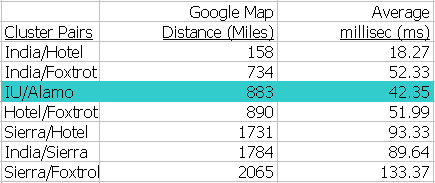 Google Map Average
Cluster Pairs Distance (Miles) millisec (ms)
India/Hotel 158 18.27
India/Foxtrot 734 52.33
IU/Alamo 883 42.35
Hotel/Foxtrot 890 51.99
Sierra/Hotel 1731 93.33
India/Sierra 1784 89.64
Sierra/Foxtrot 2065 133.37